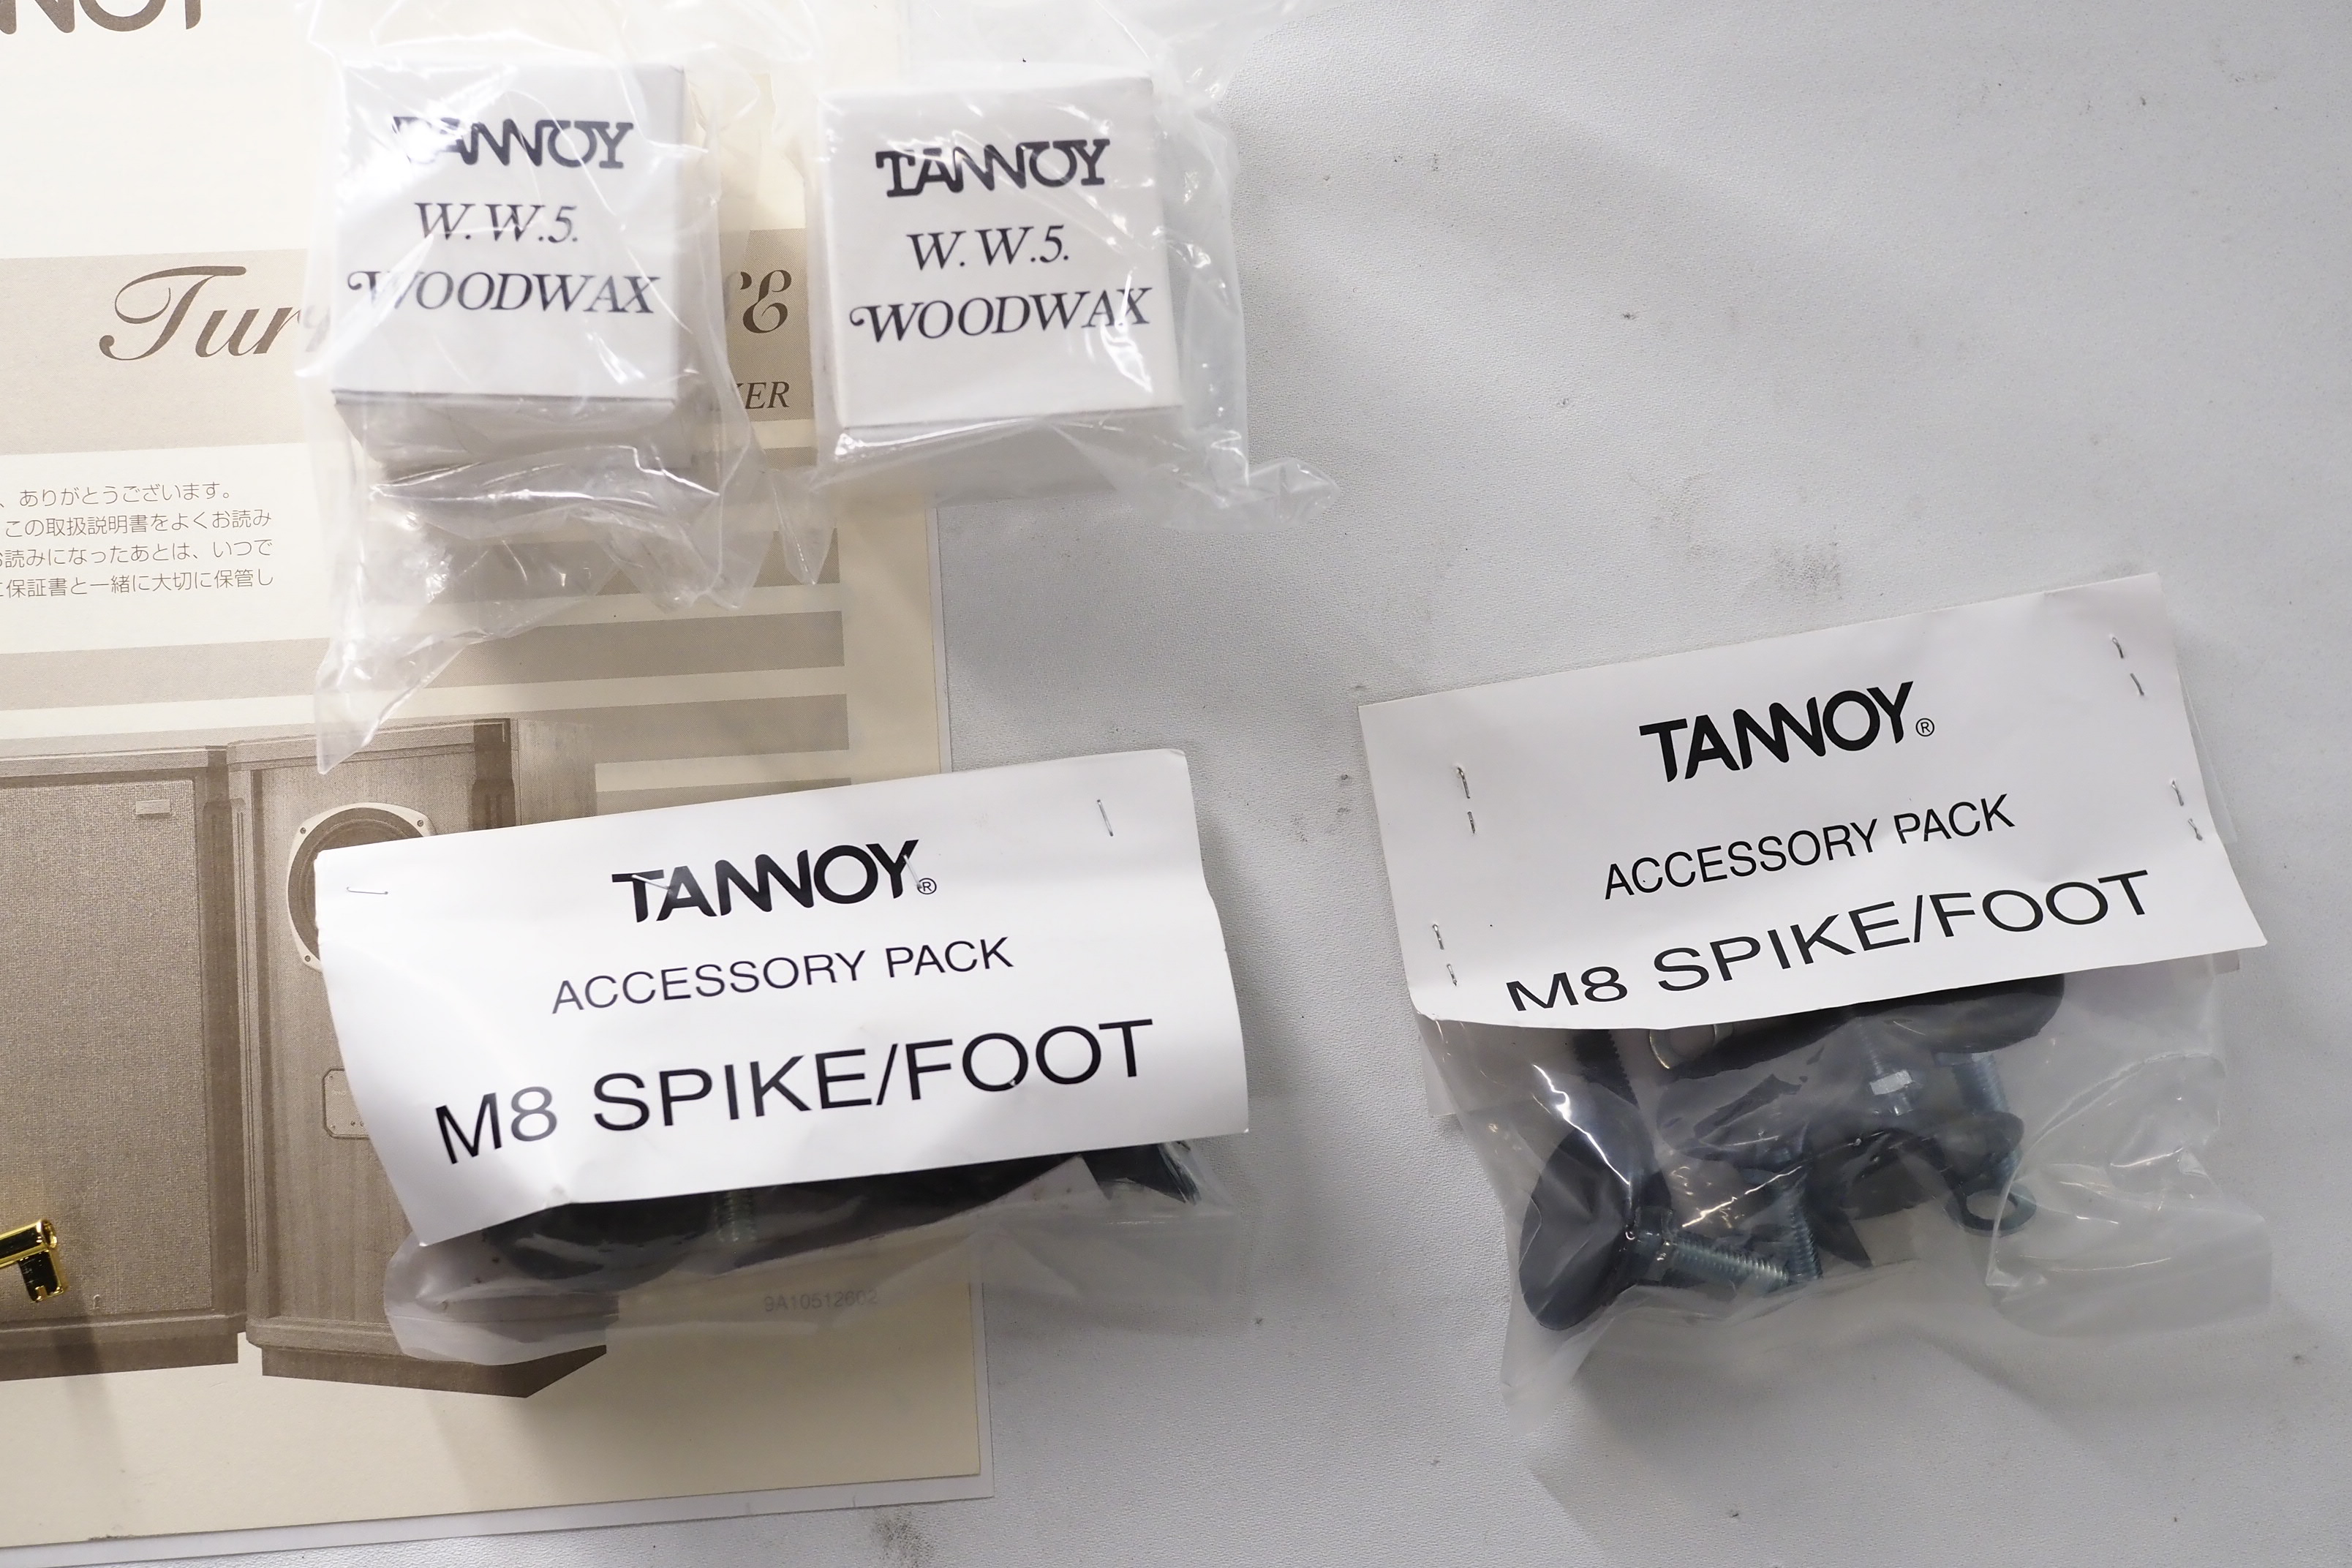 TANNOY
W.W.5.
WOODWAX
TANNOY
W.W.5.
WOODWAX
、ありがとうございます。
この取扱説明書をよくお読み
お読みになったあとは、いつで
に保証書と一緒に大切に保管し
TANNOY®
ACCESSORY PACK
M8 SPIKE/FOOT
TANNOY®
ACCESSORY PACK
M8 SPIKE/FOOT
9A10512602